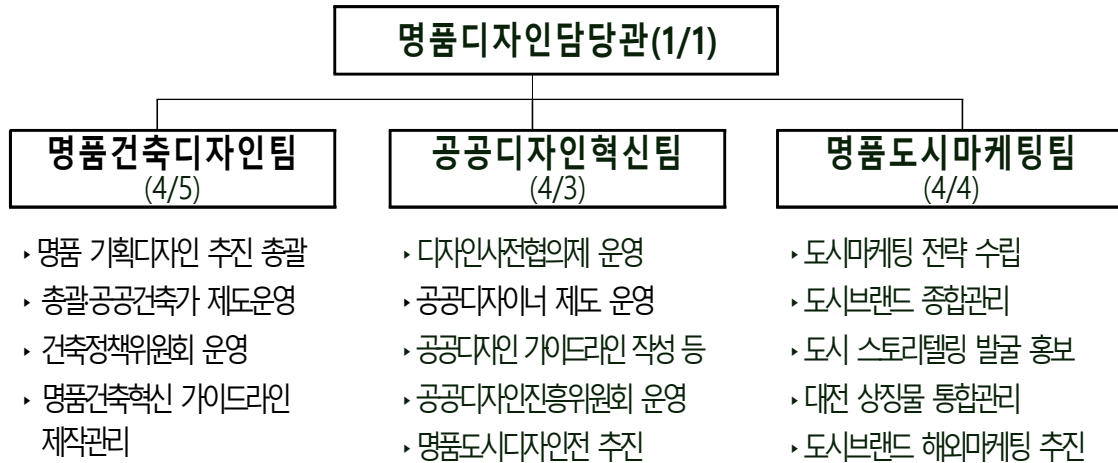 명품디자인담당관(1/1)
명품건축디자인팀
(4/5)
‣ 명품 기획디자인 추진 총괄
‣ 총괄·공공건축가 제도운영
‣ 건축정책위원회 운영
‣ 명품건축혁신 가이드라인
제작관리
공공디자인혁신팀
(4/3)
‣ 디자인사전협의제 운영
‣ 공공디자이너 제도 운영
‣ 공공디자인 가이드라인 작성 등
‣ 공공디자인진흥위원회 운영
‣ 명품도시디자인전 추진
명품도시마케팅팀
(4/4)
‣ 도시마케팅 전략 수립
‣ 도시브랜드 종합관리
‣ 도시 스토리텔링 발굴 홍보
‣ 대전 상징물 통합관리
‣ 도시브랜드 해외마케팅 추진